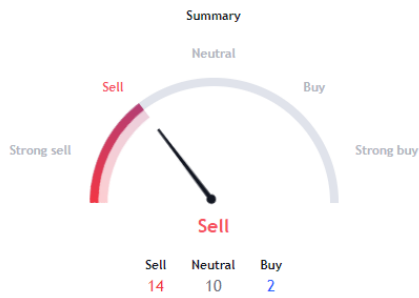 Summary
Neutral
Sell
Buy
Strong sell
Strong buy
Sell
Sell Neutral Buy
14 10 2